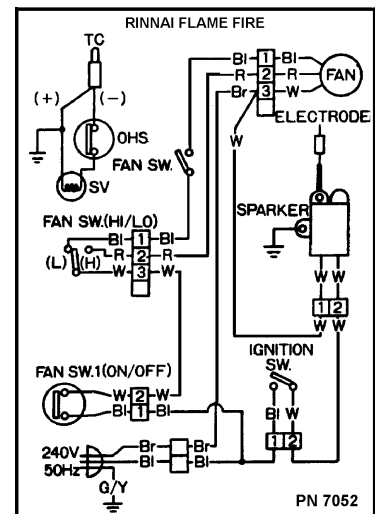 RINNAI FLAME FIRE
TC
(+) (-)
OHS
SV
Bl 1 Bl
R 2 R
Br 3 W
FAN
W
ELECTRODE
FAN SW.
SPARKER
FAN SW.(HI/LO)
Bl 1 Bl
(L) (H) R 2 R
W 3 W
W W
1 2
W W
IGNITION
SW.
FAN SW.1(ON/OFF)
W 2 W
Bl 1 Bl
Bl W
1 2
240V Br Br
50Hz Bl Bl
G/Y
PN 7052